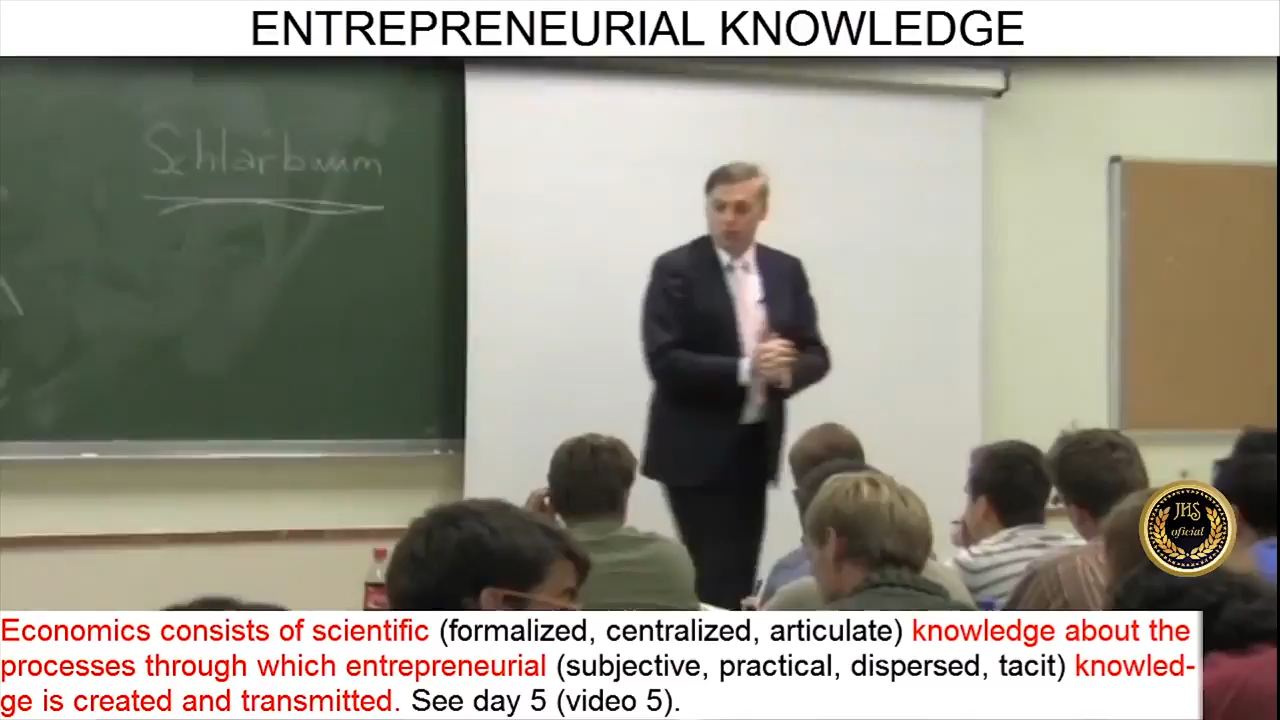 ENTREPRENEURIAL KNOWLEDGE
Schlarbaum
JHS
oficial
Economics consists of scientific (formalized, centralized, articulate) knowledge about the
processes through which entrepreneurial (subjective, practical, dispersed, tacit) knowled-
ge is created and transmitted. See day 5 (video 5).